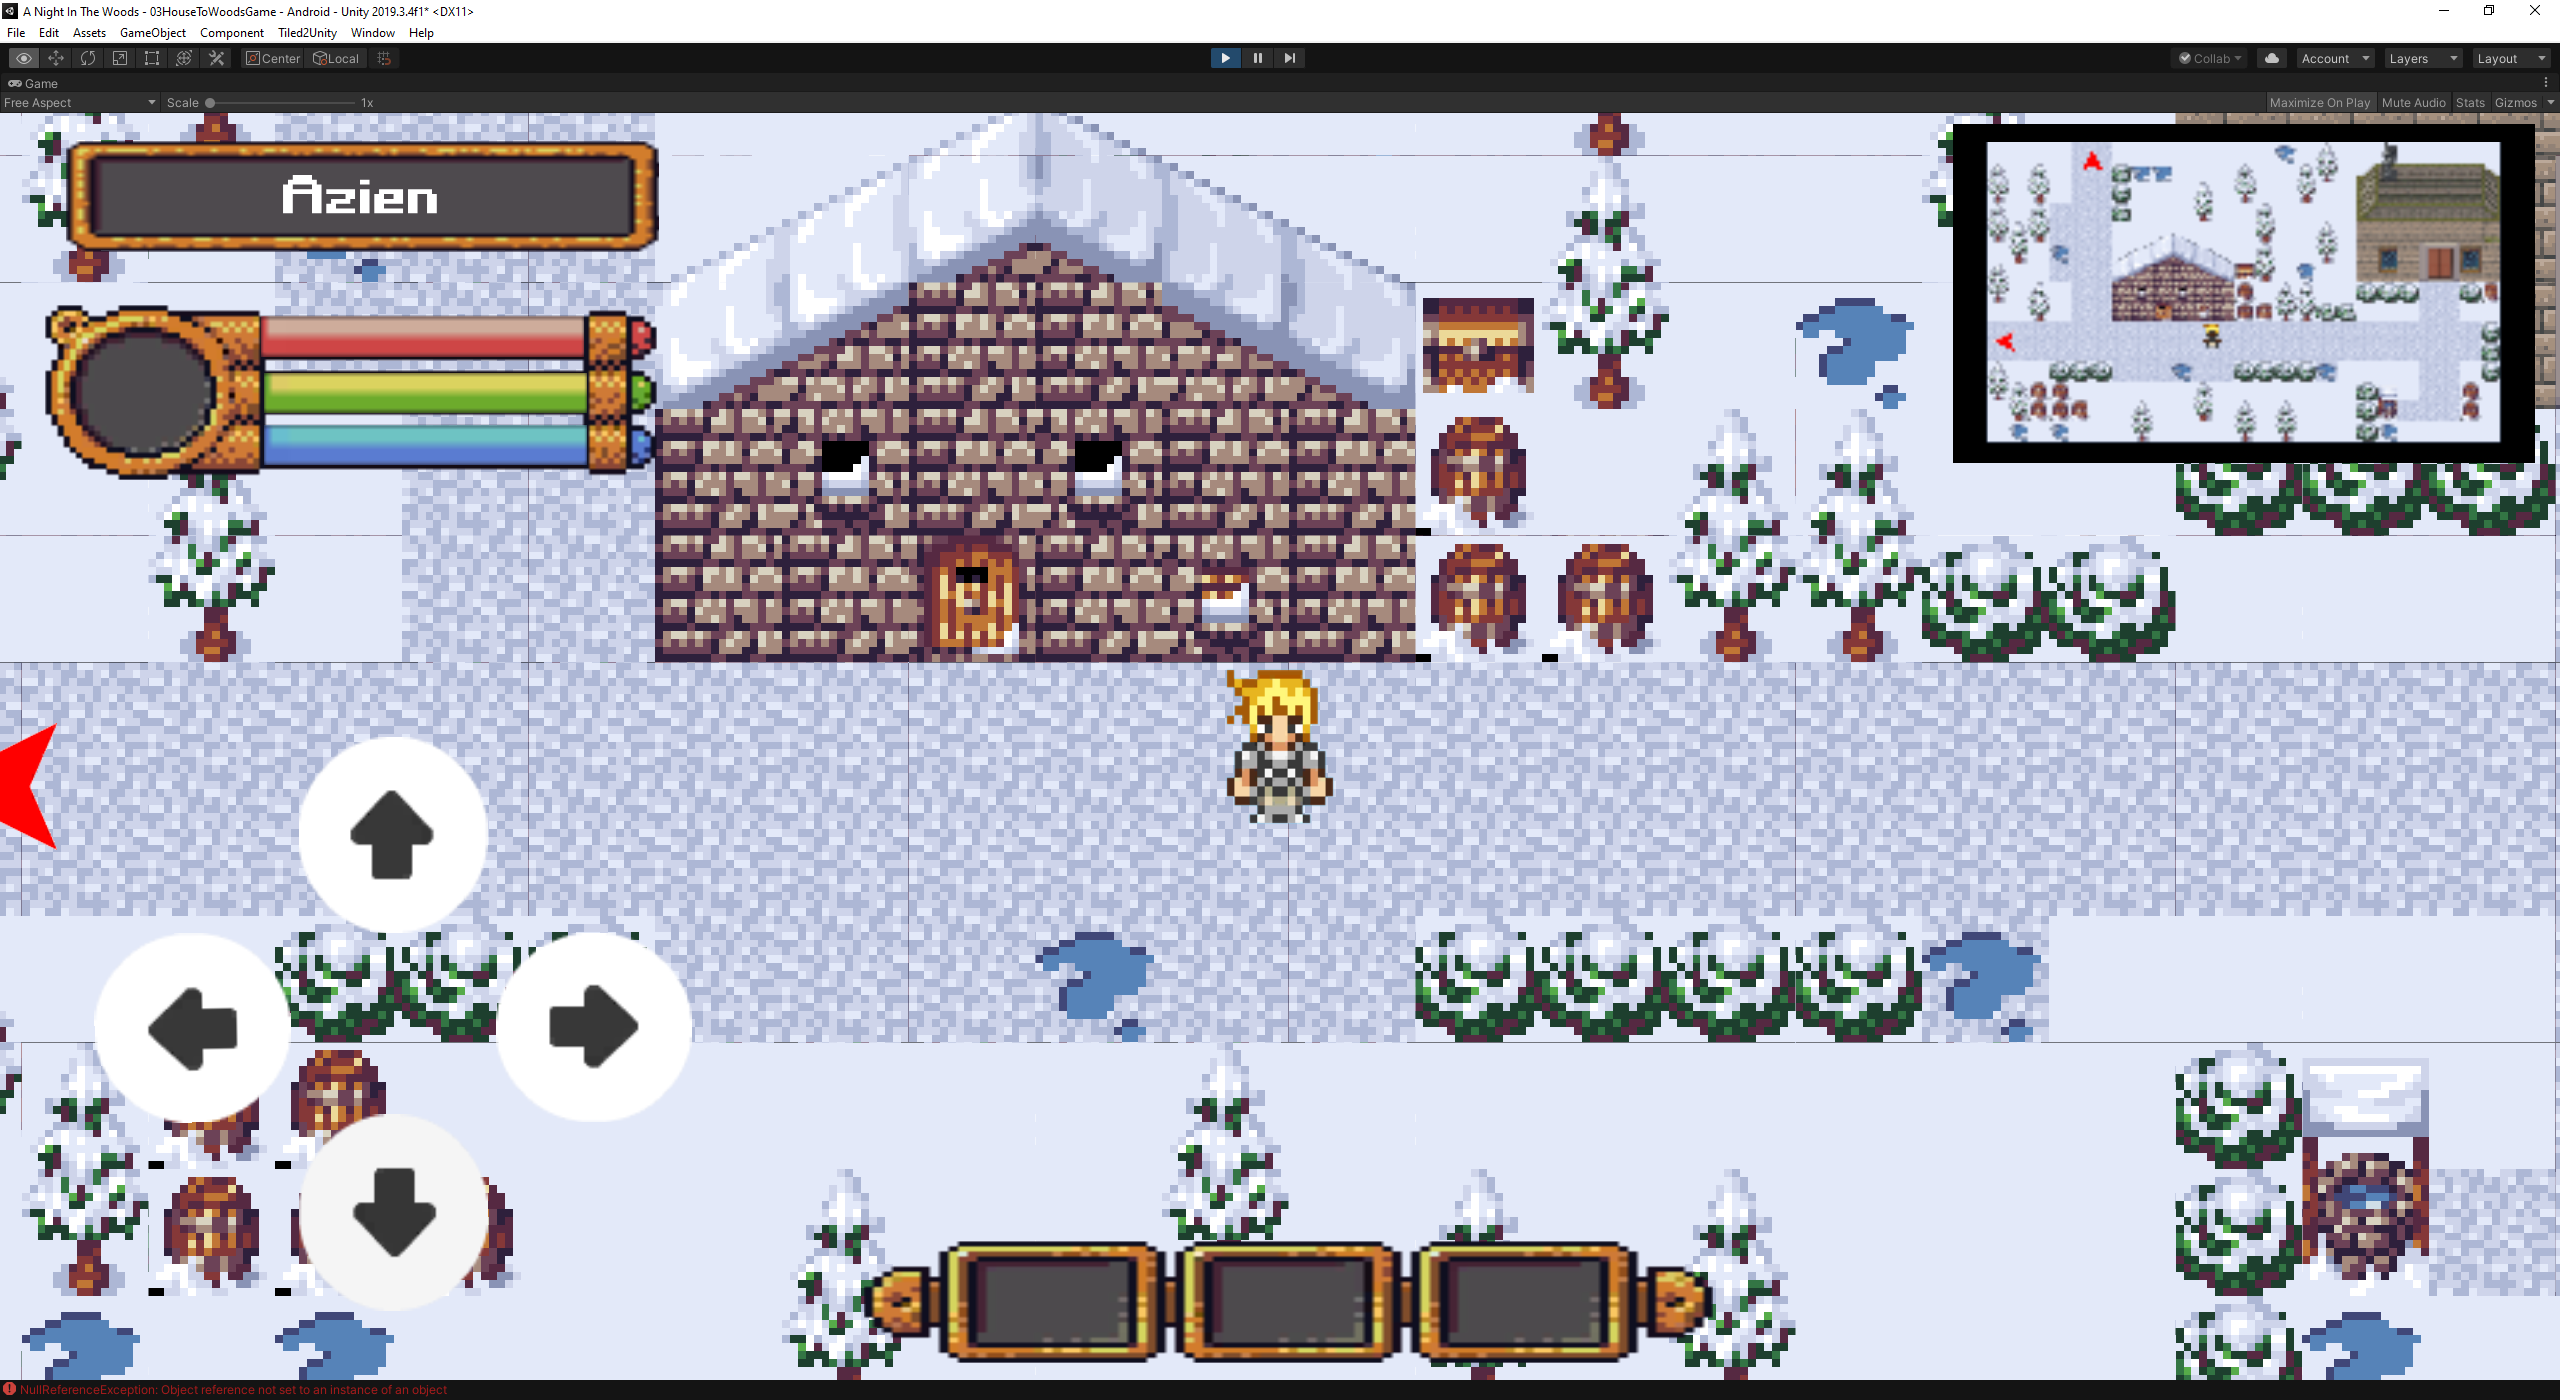 A Night In The Woods - 03HouseToWoodsGame - Android - Unity 2019.3.4f1* <DX11>
File Edit Assets GameObject Component Tiled2Unity Window Help
Center Local Collab Account Layers Layout
Game
Free Aspect Scale 1x Maximize On Play Mute Audio Stats Gizmos
Azien
NullReferenceException: Object reference not set to an instance of an object